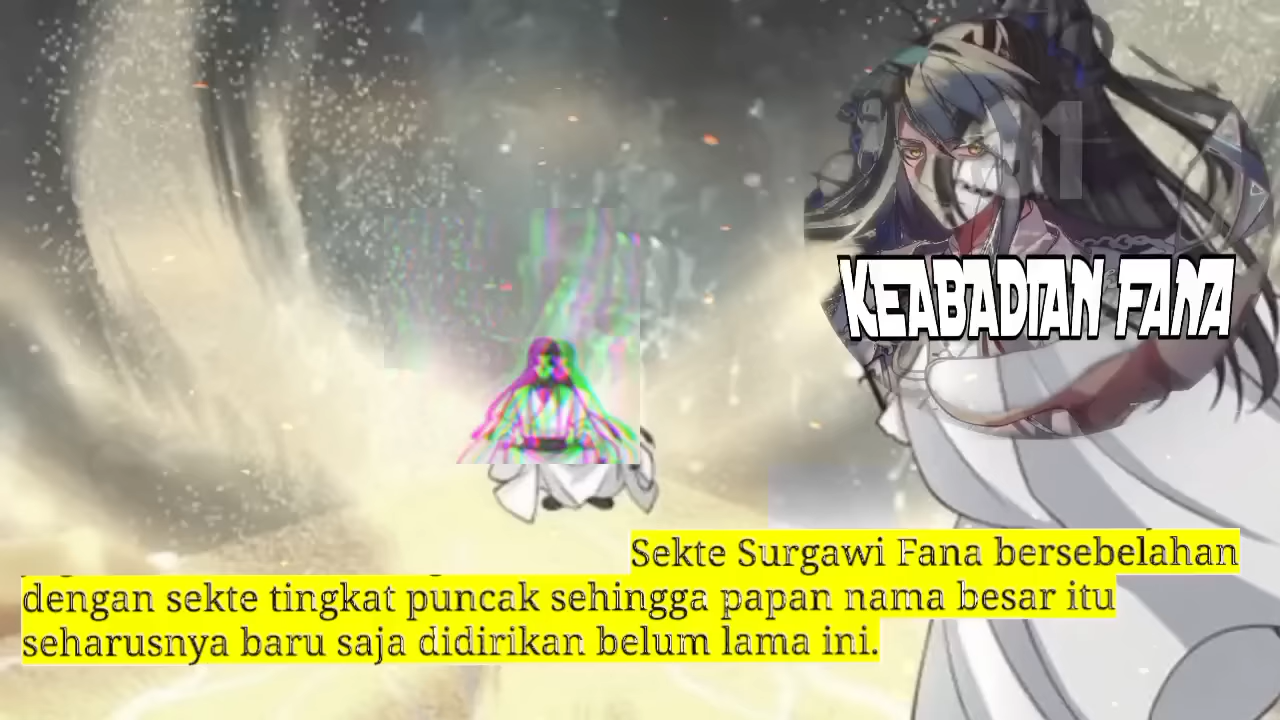 KEABADIAN FANA
Sekte Surgawi Fana bersebelahan
dengan sekte tingkat puncak sehingga papan nama besar itu
seharusnya baru saja didirikan belum lama ini.